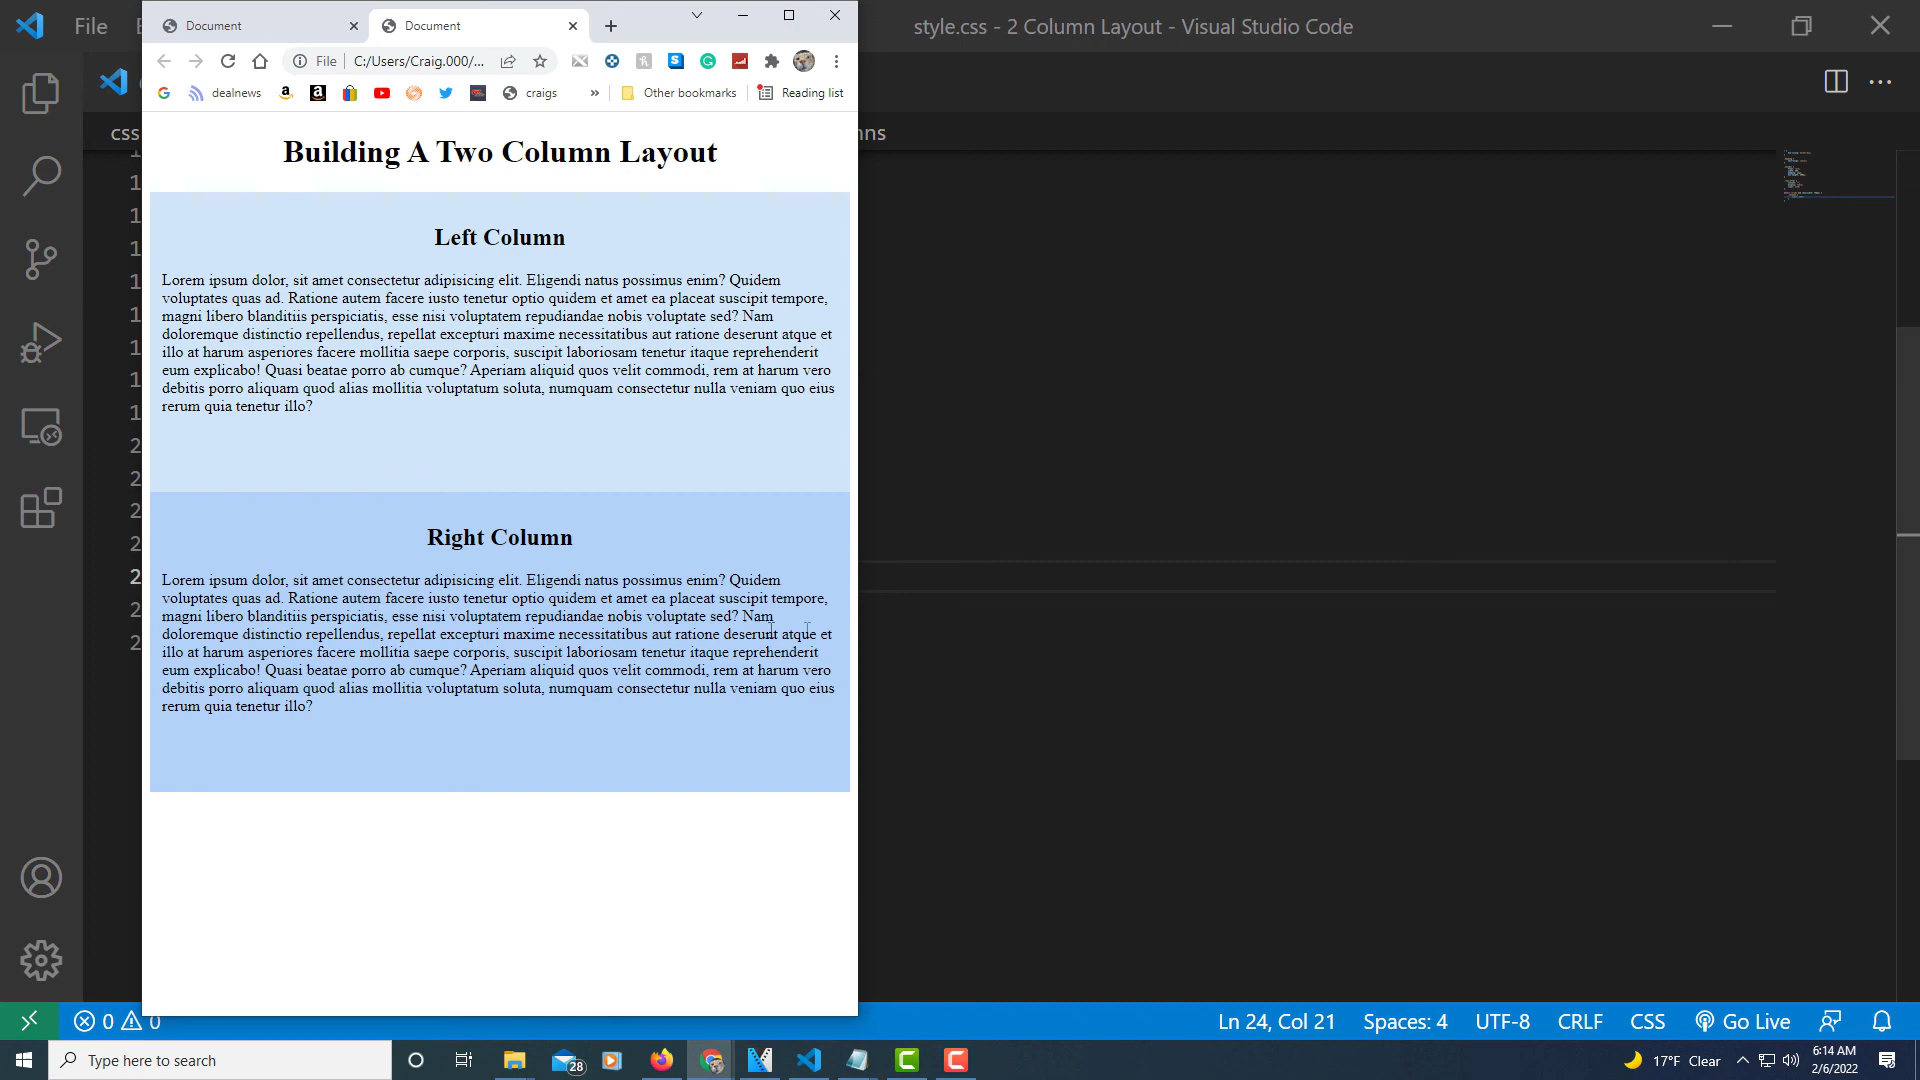 File
style.css - 2 Column Layout - Visual Studio Code
Document
Document
File
C:/Users/Craig.000/...
dealnews
craigs
»
Other bookmarks
Reading list
css
Building A Two Column Layout
Left Column
Lorem ipsum dolor, sit amet consectetur adipisicing elit. Eligendi natus possimus enim? Quidem
voluptates quas ad. Ratione autem facere iusto tenetur optio quidem et amet ea placeat suscipit tempore,
magni libero blanditiis perspiciatis, esse nisi voluptatem repudiandae nobis voluptate sed? Nam
doloremque distinctio repellendus, repellat excepturi maxime necessitatibus aut ratione deserunt atque et
illo at harum asperiores facere mollitia saepe corporis, suscipit laboriosam tenetur itaque reprehenderit
eum explicabo! Quasi beatae porro ab cumque? Aperiam aliquid quos velit commodi, rem at harum vero
debitis porro aliquam quod alias mollitia voluptatum soluta, numquam consectetur nulla veniam quo eius
rerum quia tenetur illo?
Right Column
Lorem ipsum dolor, sit amet consectetur adipisicing elit. Eligendi natus possimus enim? Quidem
voluptates quas ad. Ratione autem facere iusto tenetur optio quidem et amet ea placeat suscipit tempore,
magni libero blanditiis perspiciatis, esse nisi voluptatem repudiandae nobis voluptate sed? Nam
doloremque distinctio repellendus, repellat excepturi maxime necessitatibus aut ratione deserunt atque et
illo at harum asperiores facere mollitia saepe corporis, suscipit laboriosam tenetur itaque reprehenderit
eum explicabo! Quasi beatae porro ab cumque? Aperiam aliquid quos velit commodi, rem at harum vero
debitis porro aliquam quod alias mollitia voluptatum soluta, numquam consectetur nulla veniam quo eius
rerum quia tenetur illo?
0 0
Ln 24, Col 21
Spaces: 4
UTF-8
CRLF
CSS
Go Live
Type here to search
28
17°F Clear
6:14 AM
2/6/2022